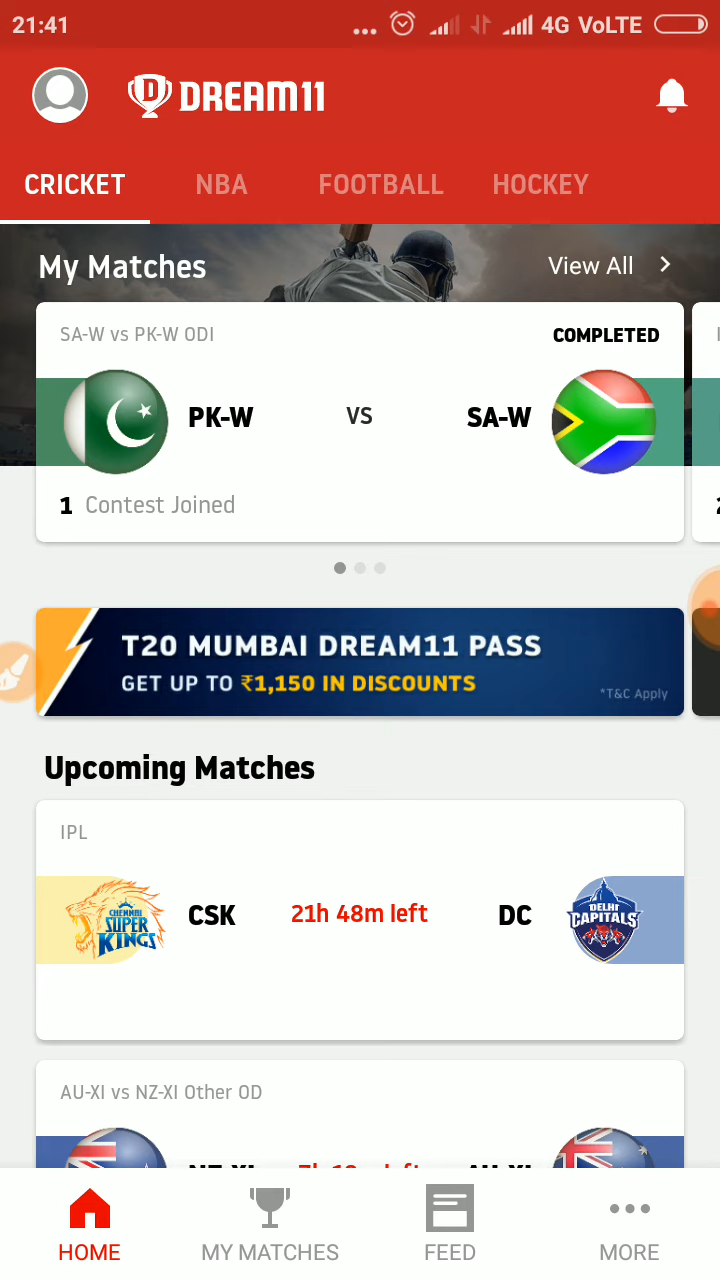 21:41 ... 4G VoLTE
DREAM11
CRICKET NBA FOOTBALL HOCKEY
My Matches View All
SA-W vs PK-W ODI COMPLETED
PK-W VS SA-W
1 Contest Joined
T20 MUMBAI DREAM11 PASS
GET UP TO ₹1,150 IN DISCOUNTS
*T&C Apply
Upcoming Matches
IPL
CHENNAI
SUPER
KINGS
CSK 21h 48m left DC
DELHI
CAPITALS
AU-XI vs NZ-XI Other OD
HOME MY MATCHES FEED MORE